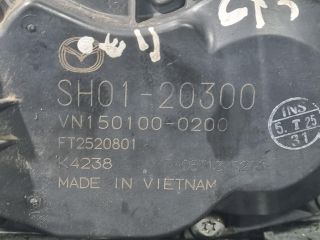 SH01-20300
VN150100-0200
FT2520801
K4238
MADE IN VIETNAM
INS
5.T 25
31